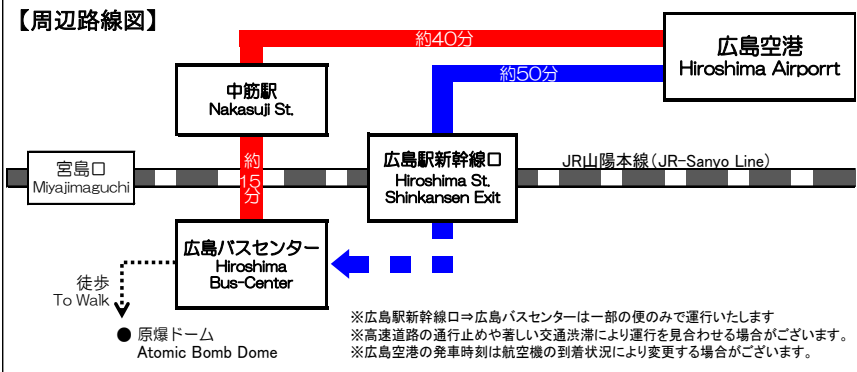 【周辺路線図】
約40分
広島空港
Hiroshima Airporrt
約50分
中筋駅
Nakasuji St.
約15分
宮島口
Miyajimaguchi
広島駅新幹線口
Hiroshima St.
Shinkansen Exit
JR山陽本線(JR-Sanyo Line)
広島バスセンター
Hiroshima
Bus-Center
徒歩
To Walk
● 原爆ドーム
Atomic Bomb Dome
※広島駅新幹線口⇒広島バスセンターは一部の便のみで運行いたします
※高速道路の通行止めや著しい交通渋滞により運行を見合わせる場合がございます。
※広島空港の発車時刻は航空機の到着状況により変更する場合がございます。